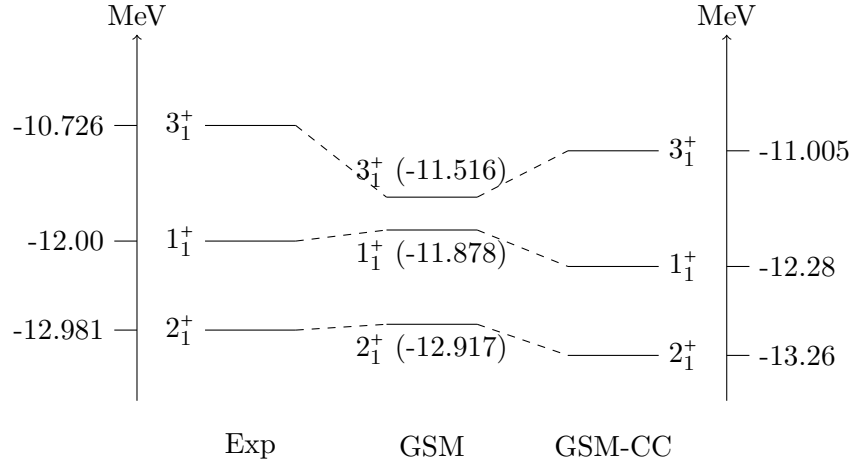 MeV MeV
-10.726 3₁⁺ 3₁⁺ (-11.516) 3₁⁺ -11.005
-12.00 1₁⁺ 1₁⁺ (-11.878) 1₁⁺ -12.28
-12.981 2₁⁺ 2₁⁺ (-12.917) 2₁⁺ -13.26
Exp GSM GSM-CC